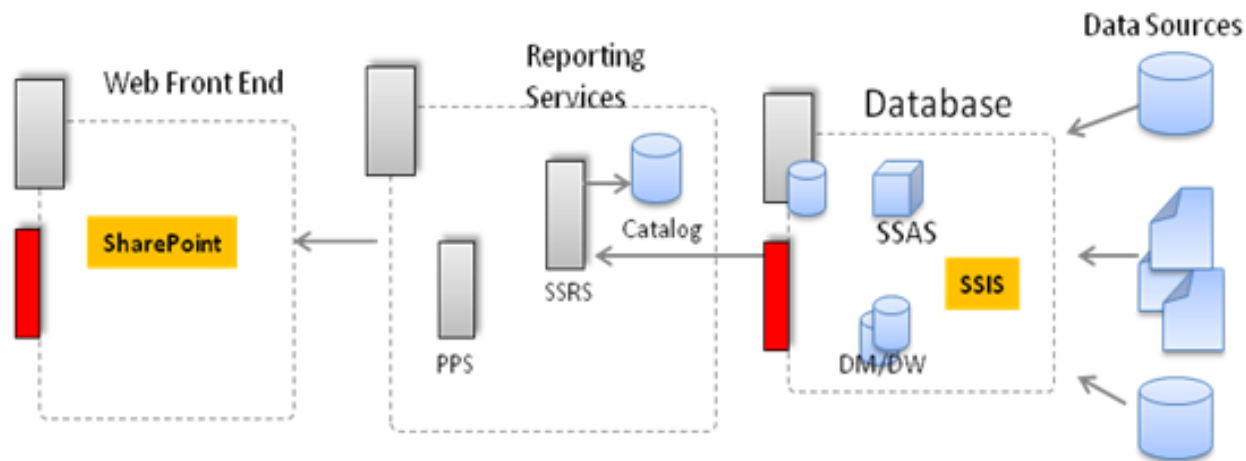 Data Sources
Reporting
Services
Web Front End
Database
SharePoint
Catalog
SSRS
PPS
SSAS
SSIS
DM/DW